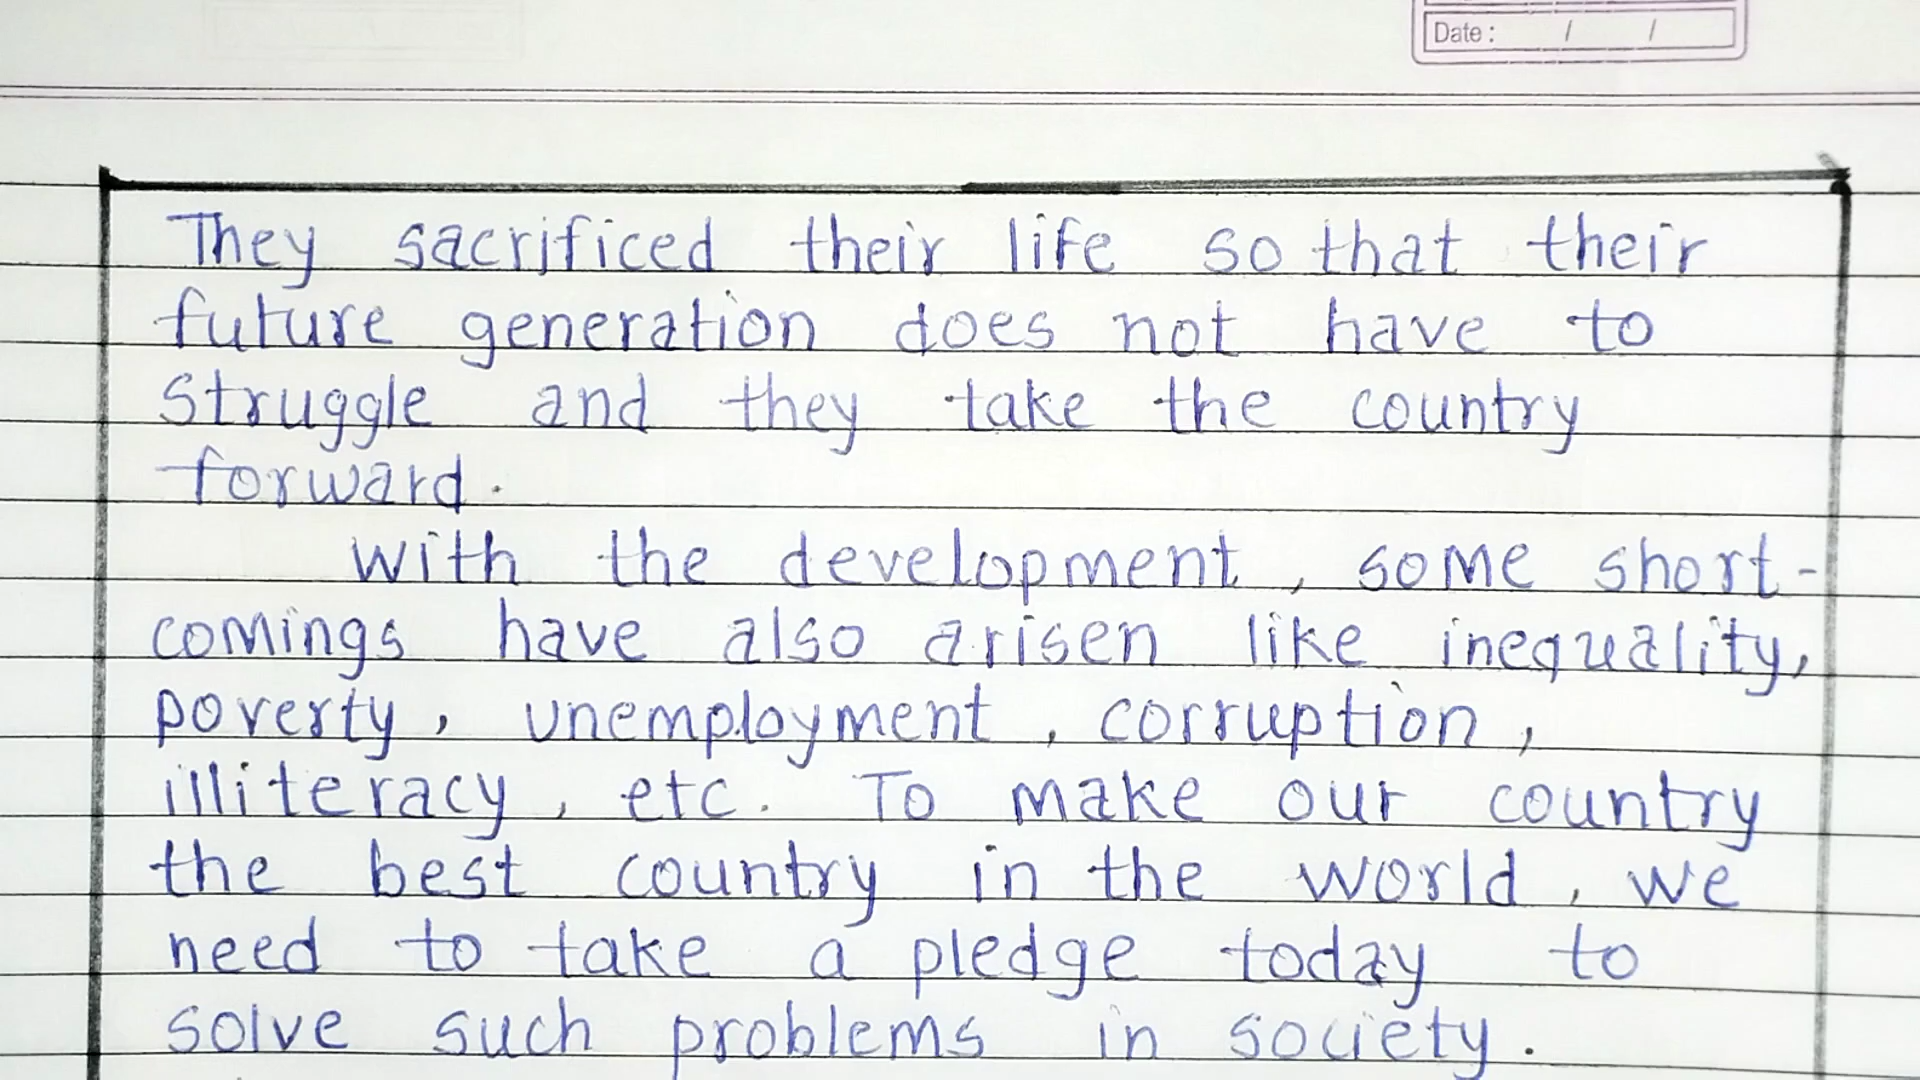 Date : / /
They sacrificed their life so that their
future generation does not have to
struggle and they take the country
forward.
With the development, some short-
comings have also arisen like inequality,
poverty, unemployment, corruption,
illiteracy, etc. To make our country
the best country in the world, we
need to take a pledge today to
solve such problems in society.